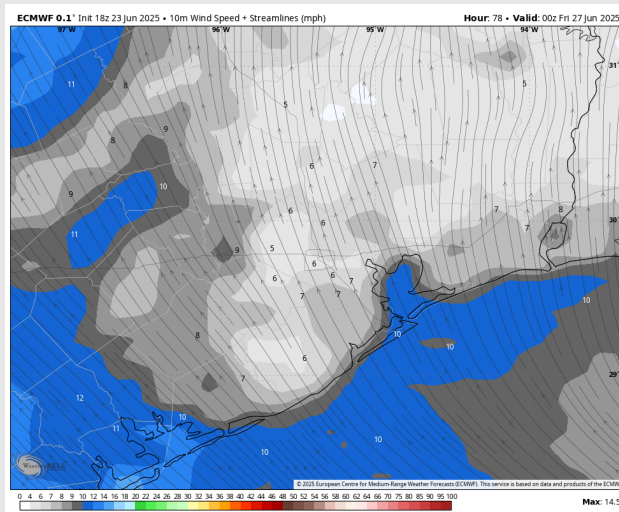 ECMWF 0.1° Init 18z 23 Jun 2025 • 10m Wind Speed + Streamlines (mph)
Hour: 78 • Valid: 00z Fri 27 Jun 2025
97°W 96°W 95°W 94°W
31°
11 8 5 5
9
8 6 7
9 10
6 7 8 30°
11 6 7
9 5 6
6 6 7
7 7 10
8 10
10
6 29°
7
12
10
11
10
10
WeatherBELL
© 2025 European Centre for Medium-Range Weather Forecasts (ECMWF). This service is based on data and products of the ECMW
0 4 6 7 8 9 10 12 14 16 18 20 22 24 26 28 30 32 34 36 38 40 42 44 46 48 50 52 54 56 58 60 65 70 75 80 85 90 95 100
Max: 14.5